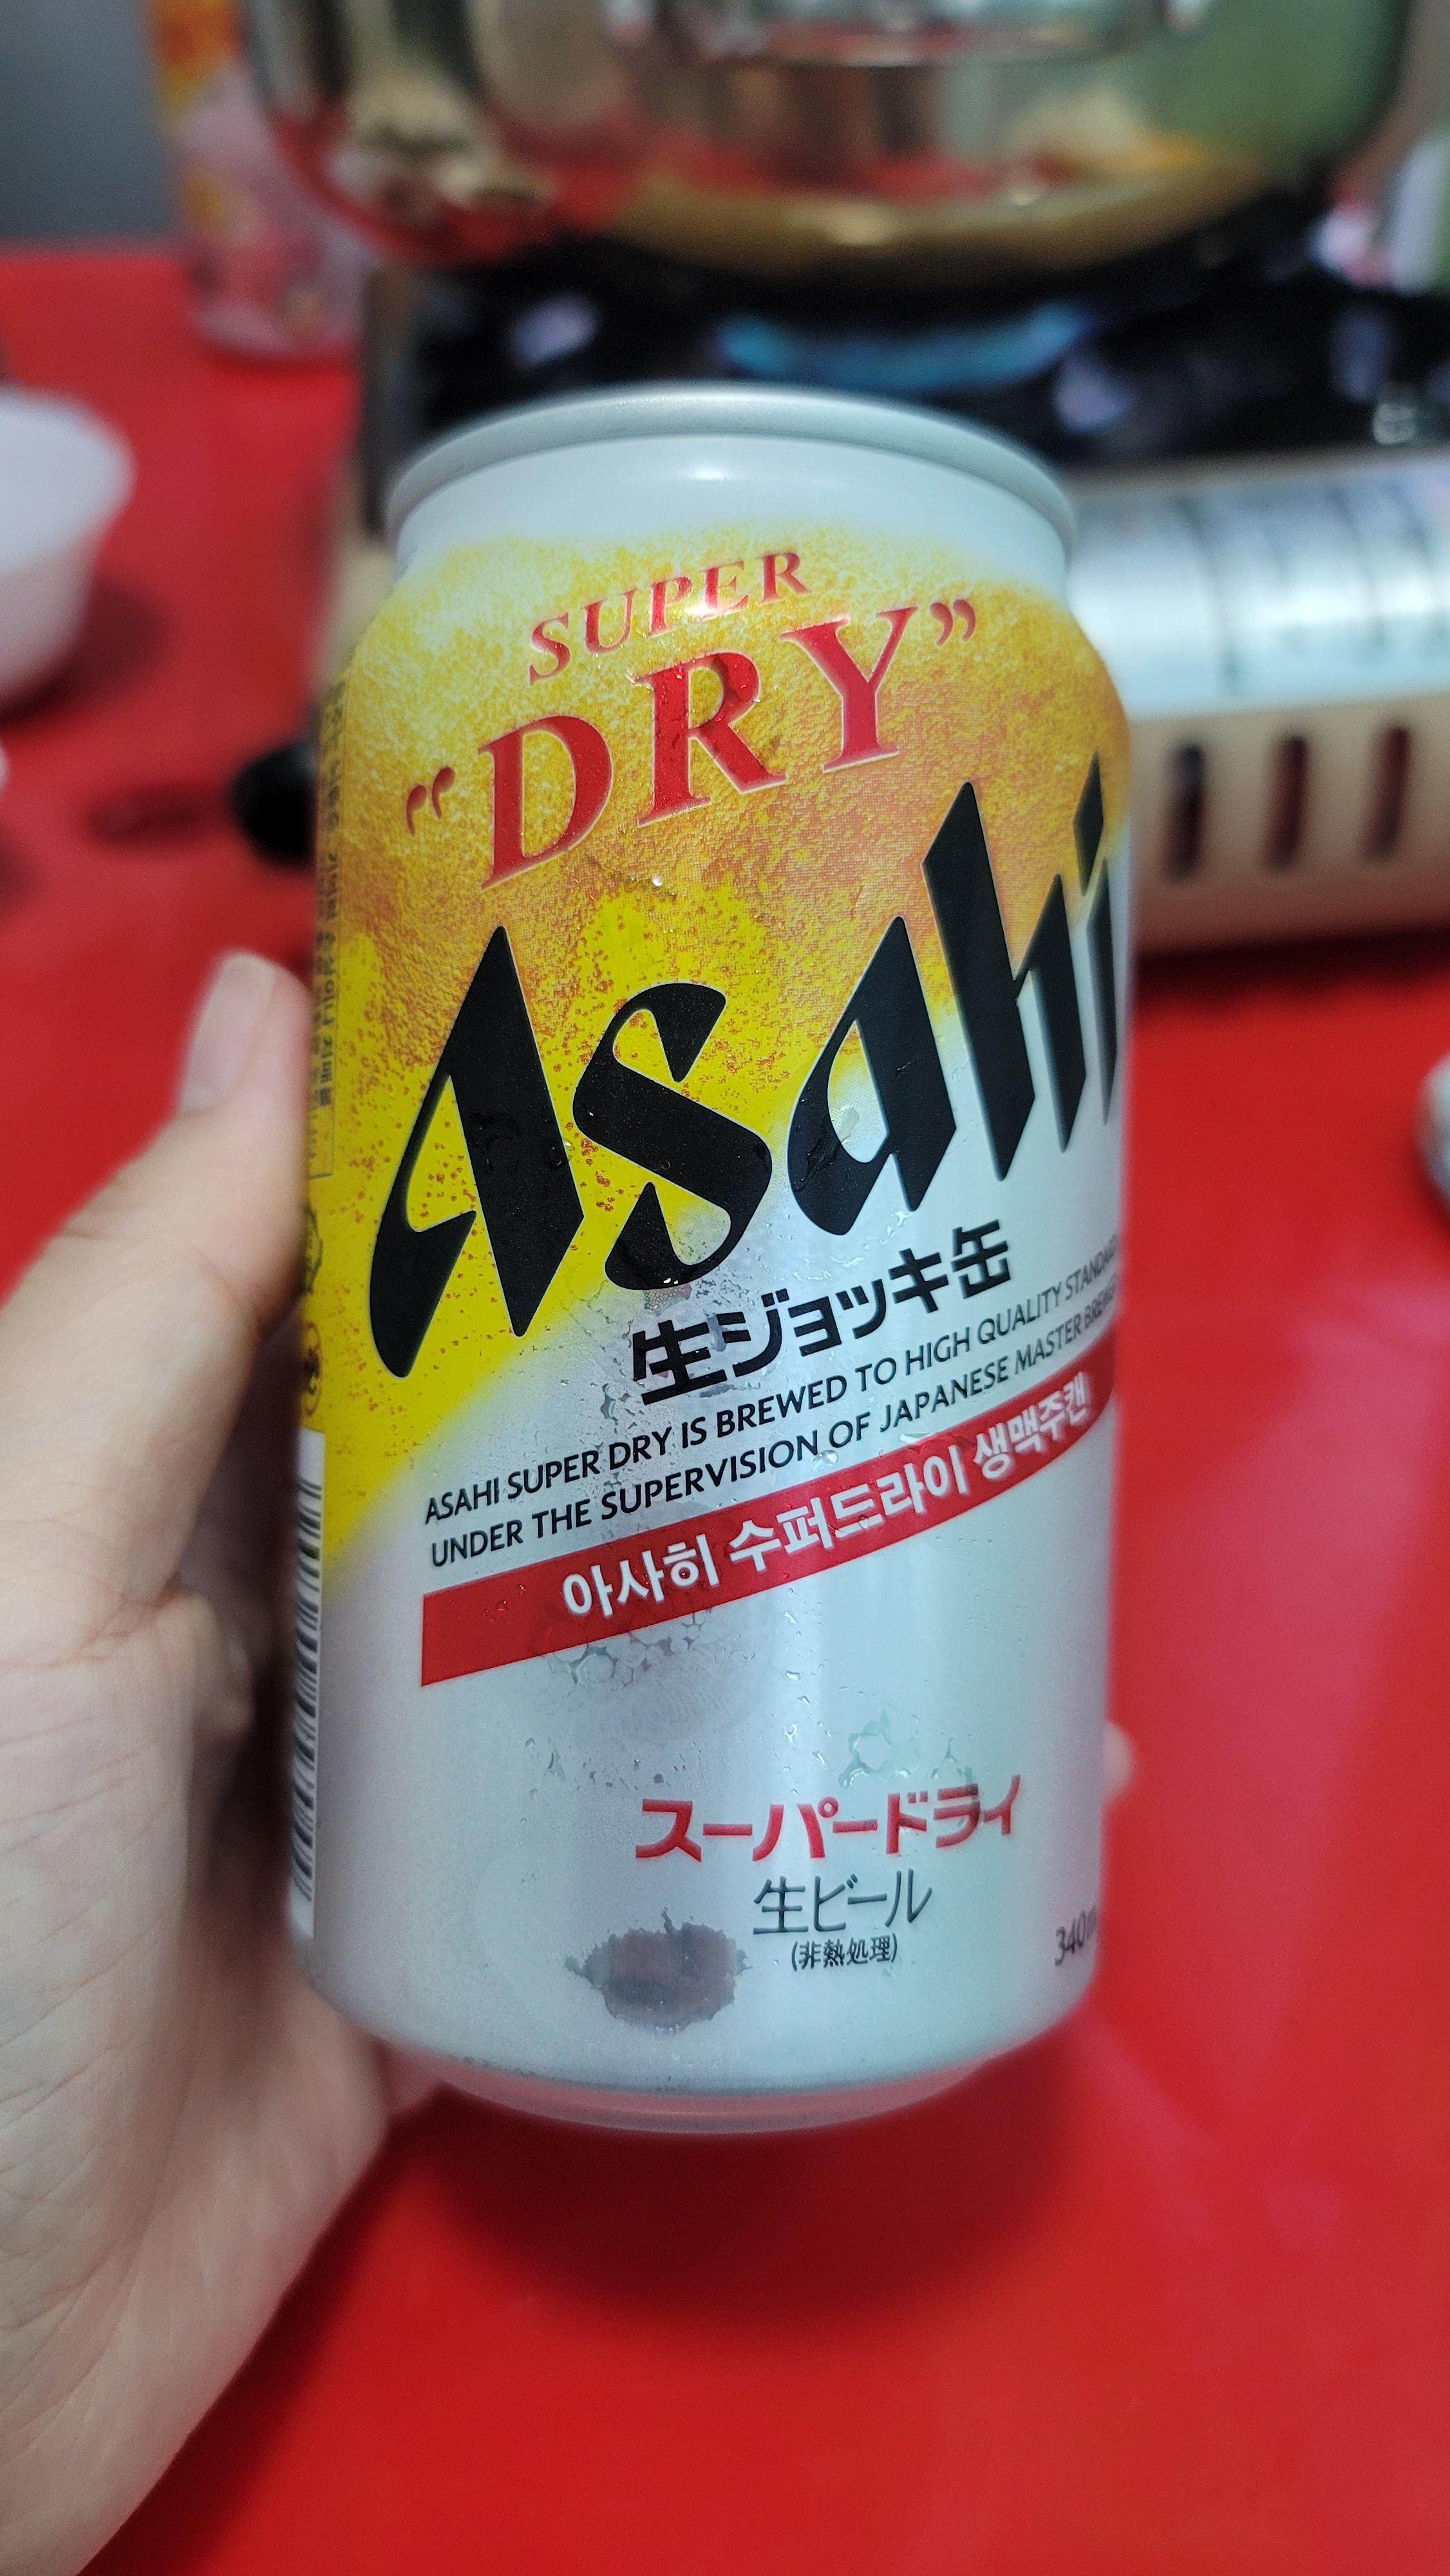 SUPER
"DRY"
Asahi
生ジョッキ缶
ASAHI SUPER DRY IS BREWED TO HIGH QUALITY STANDARD
UNDER THE SUPERVISION OF JAPANESE MASTER
아사히 수퍼드라이 생맥주캔
スーパードライ
生ビール
(非熱処理)